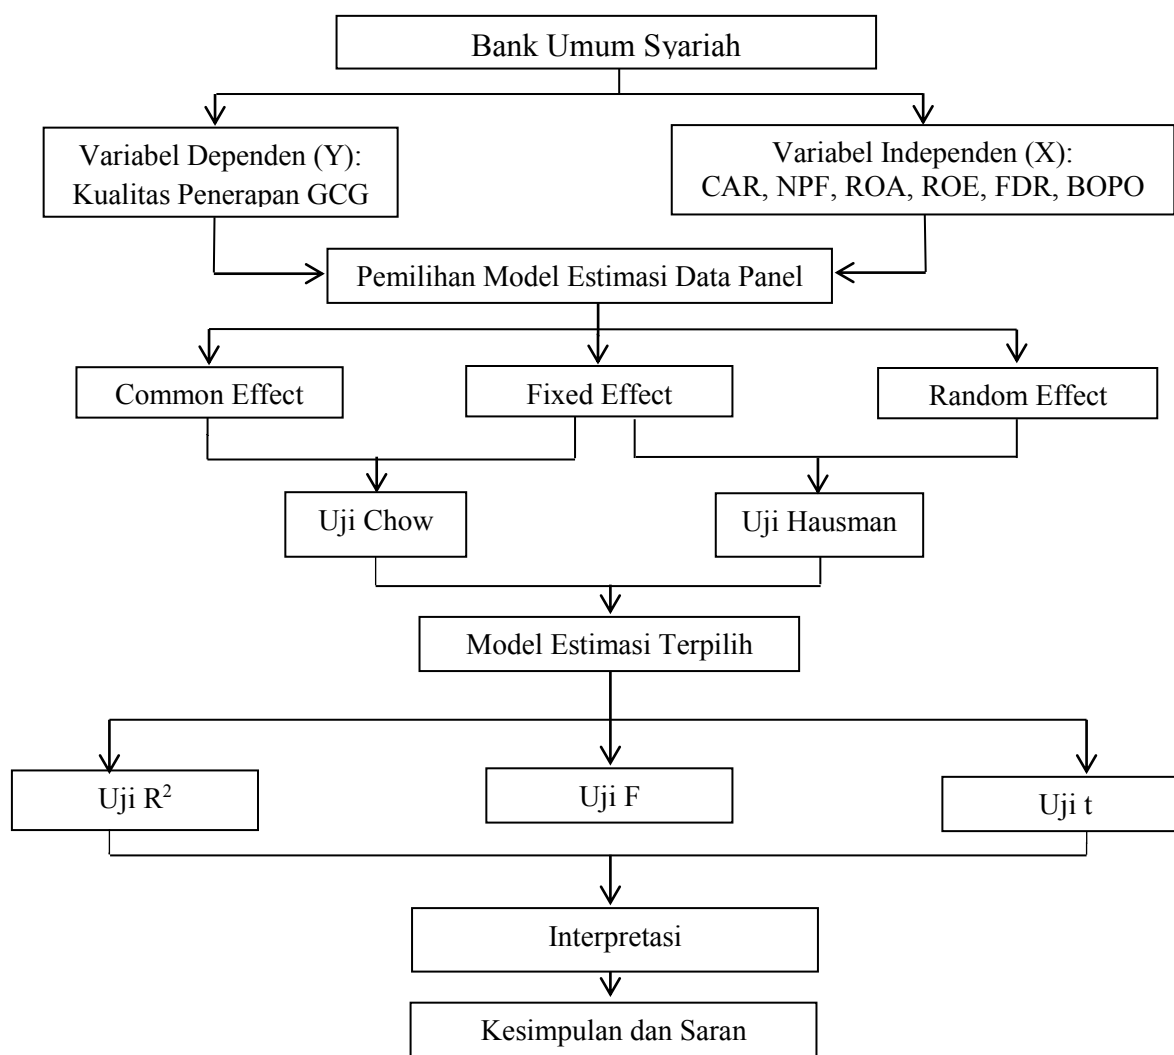 Bank Umum Syariah
Variabel Dependen (Y):
Kualitas Penerapan GCG
Variabel Independen (X):
CAR, NPF, ROA, ROE, FDR, BOPO
Pemilihan Model Estimasi Data Panel
Common Effect
Fixed Effect
Random Effect
Uji Chow
Uji Hausman
Model Estimasi Terpilih
Uji R²
Uji F
Uji t
Interpretasi
Kesimpulan dan Saran